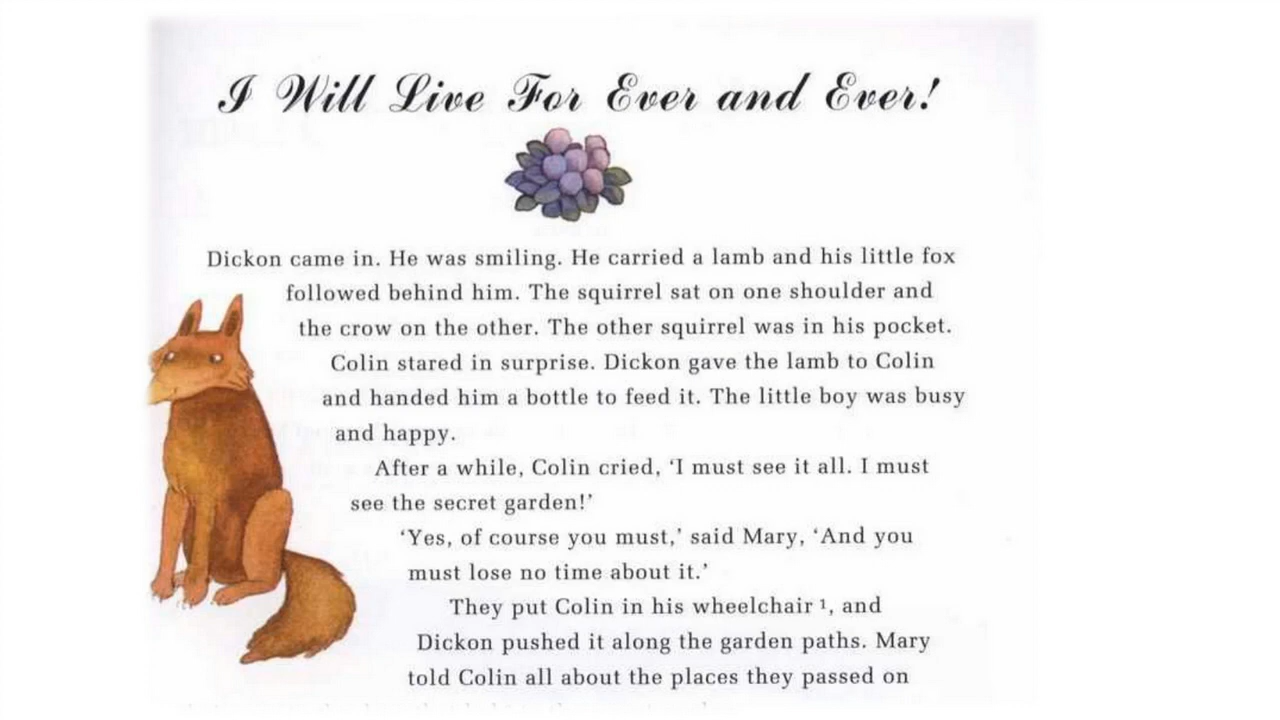 I Will Live For Ever and Ever!
Dickon came in. He was smiling. He carried a lamb and his little fox
followed behind him. The squirrel sat on one shoulder and
the crow on the other. The other squirrel was in his pocket.
Colin stared in surprise. Dickon gave the lamb to Colin
and handed him a bottle to feed it. The little boy was busy
and happy.
After a while, Colin cried, ‘I must see it all. I must
see the secret garden!’
‘Yes, of course you must,’ said Mary, ‘And you
must lose no time about it.’
They put Colin in his wheelchair ¹, and
Dickon pushed it along the garden paths. Mary
told Colin all about the places they passed on